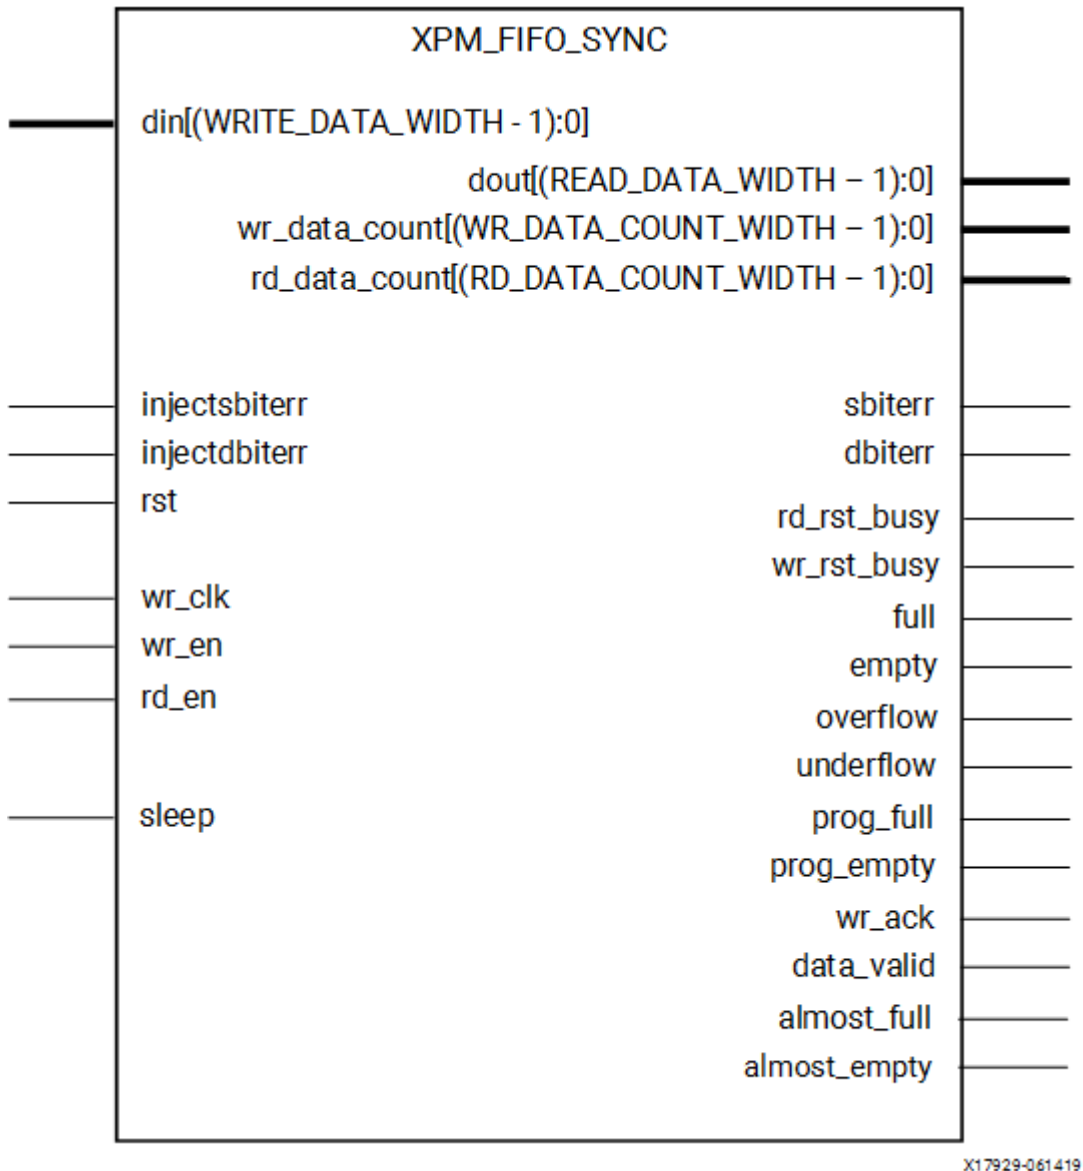 XPM_FIFO_SYNC
din[(WRITE_DATA_WIDTH - 1):0]
dout[(READ_DATA_WIDTH – 1):0]
wr_data_count[(WR_DATA_COUNT_WIDTH – 1):0]
rd_data_count[(RD_DATA_COUNT_WIDTH – 1):0]
injectsbiterr
sbiterr
injectdbiterr
dbiterr
rst
rd_rst_busy
wr_rst_busy
wr_clk
full
wr_en
empty
rd_en
overflow
underflow
sleep
prog_full
prog_empty
wr_ack
data_valid
almost_full
almost_empty
X17929-061419